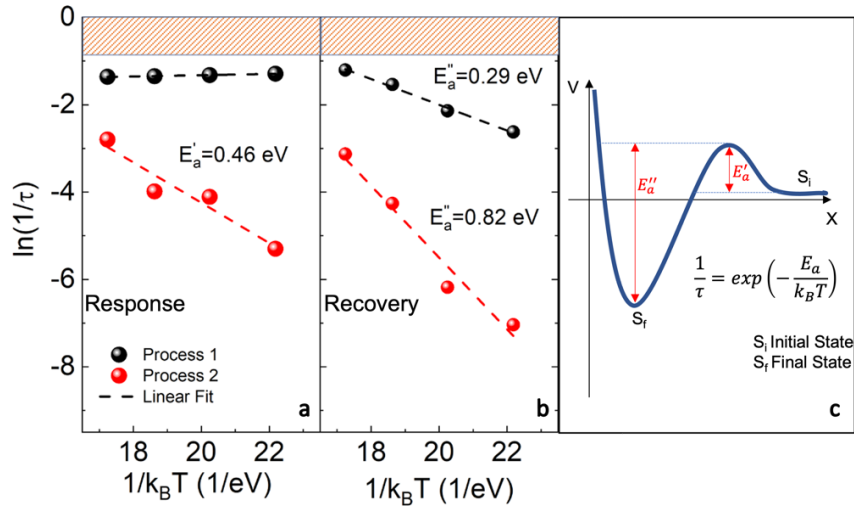 0
-2
-4
-6
-8
ln(1/τ)
E'a=0.46 eV
Response
Process 1
Process 2
Linear Fit
a
18 20 22
1/kBT (1/eV)
E''a=0.29 eV
E''a=0.82 eV
Recovery
b
18 20 22
1/kBT (1/eV)
V
E''a
E'a
Si
X
Sf
1/τ = exp(-Ea/kBT)
Si Initial State
Sf Final State
c